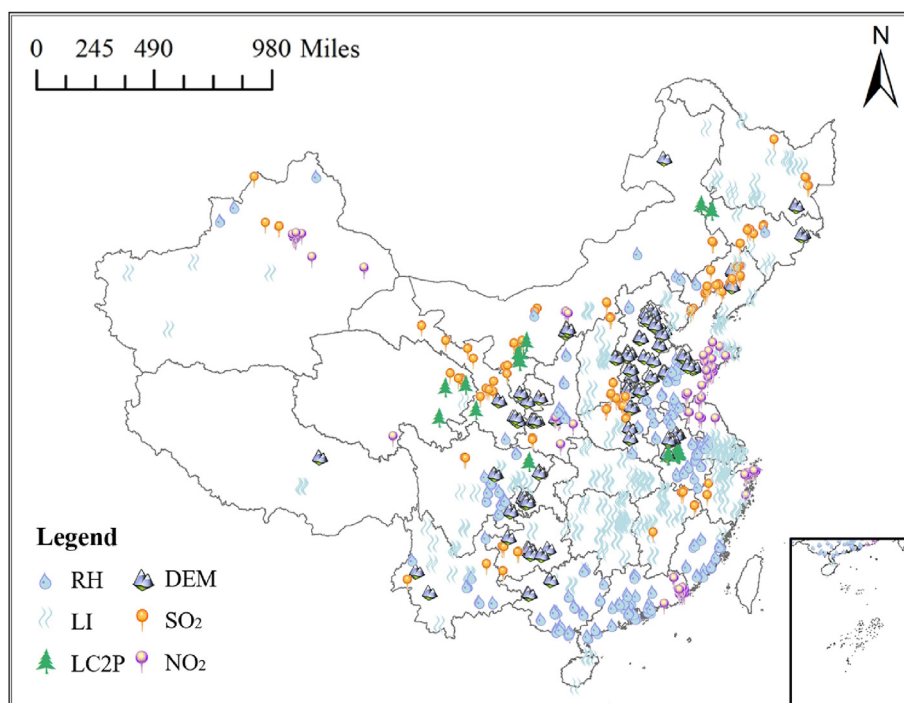 0 245 490 980 Miles
N
Legend
RH DEM
LI SO₂
LC2P NO₂